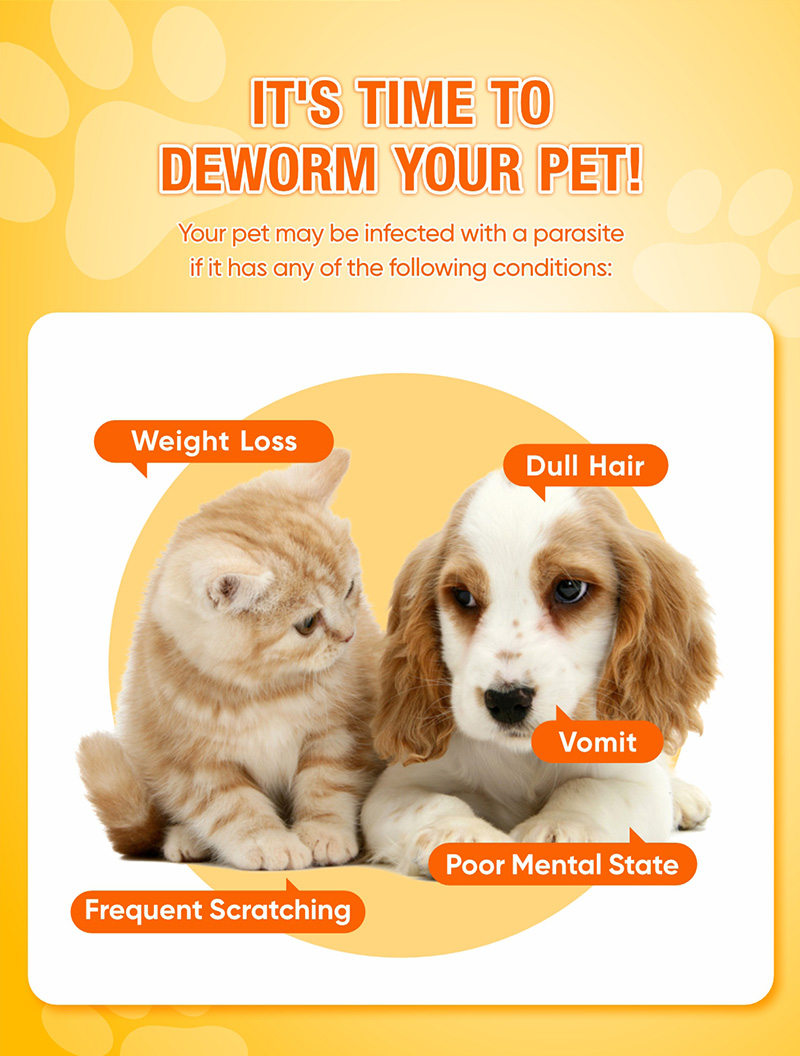 IT'S TIME TO
DEWORM YOUR PET!
Your pet may be infected with a parasite
if it has any of the following conditions:
Weight Loss
Dull Hair
Vomit
Poor Mental State
Frequent Scratching